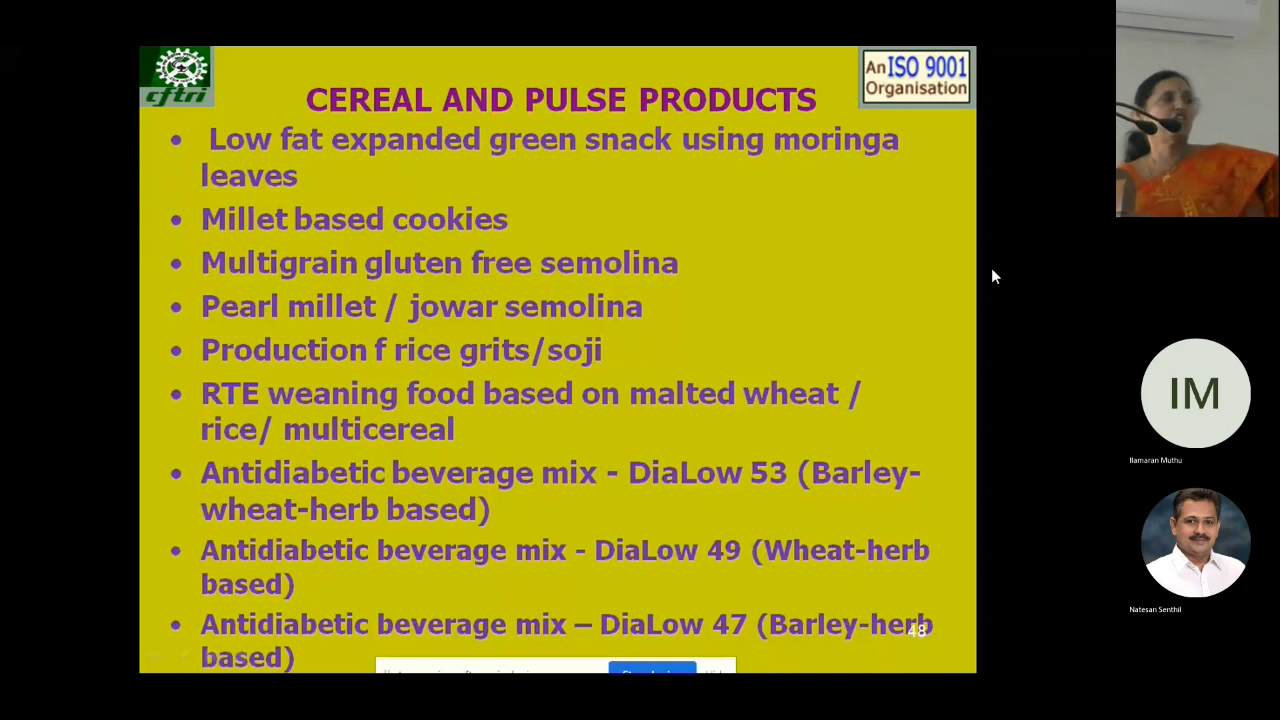 cftri
An ISO 9001
Organisation
CEREAL AND PULSE PRODUCTS
• Low fat expanded green snack using moringa
leaves
• Millet based cookies
• Multigrain gluten free semolina
• Pearl millet / jowar semolina
• Production f rice grits/soji
• RTE weaning food based on malted wheat /
rice/ multicereal
• Antidiabetic beverage mix - DiaLow 53 (Barley-
wheat-herb based)
• Antidiabetic beverage mix - DiaLow 49 (Wheat-herb
based)
• Antidiabetic beverage mix – DiaLow 47 (Barley-herb
based)
48
IM
Ilamaran Muthu
Natesan Senthil